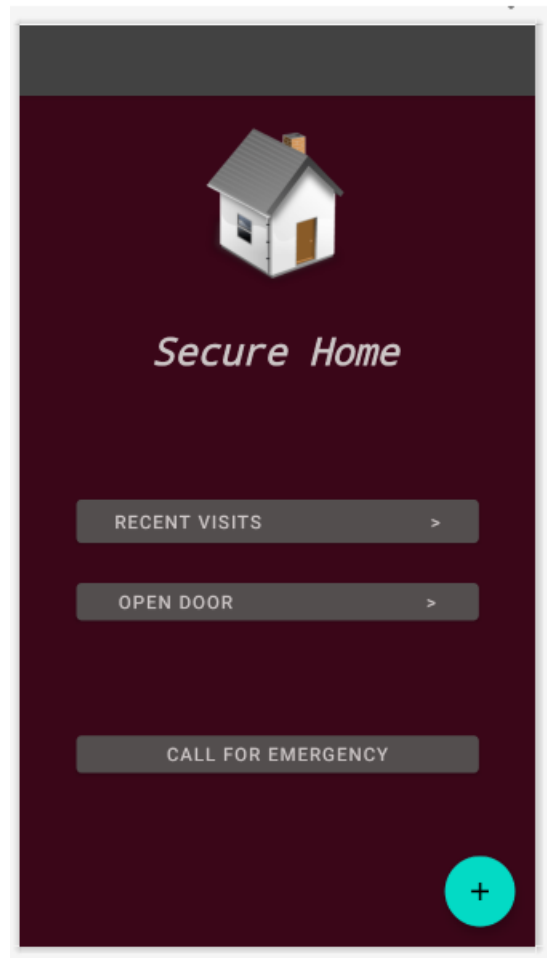 Secure Home
RECENT VISITS >
OPEN DOOR >
CALL FOR EMERGENCY
+